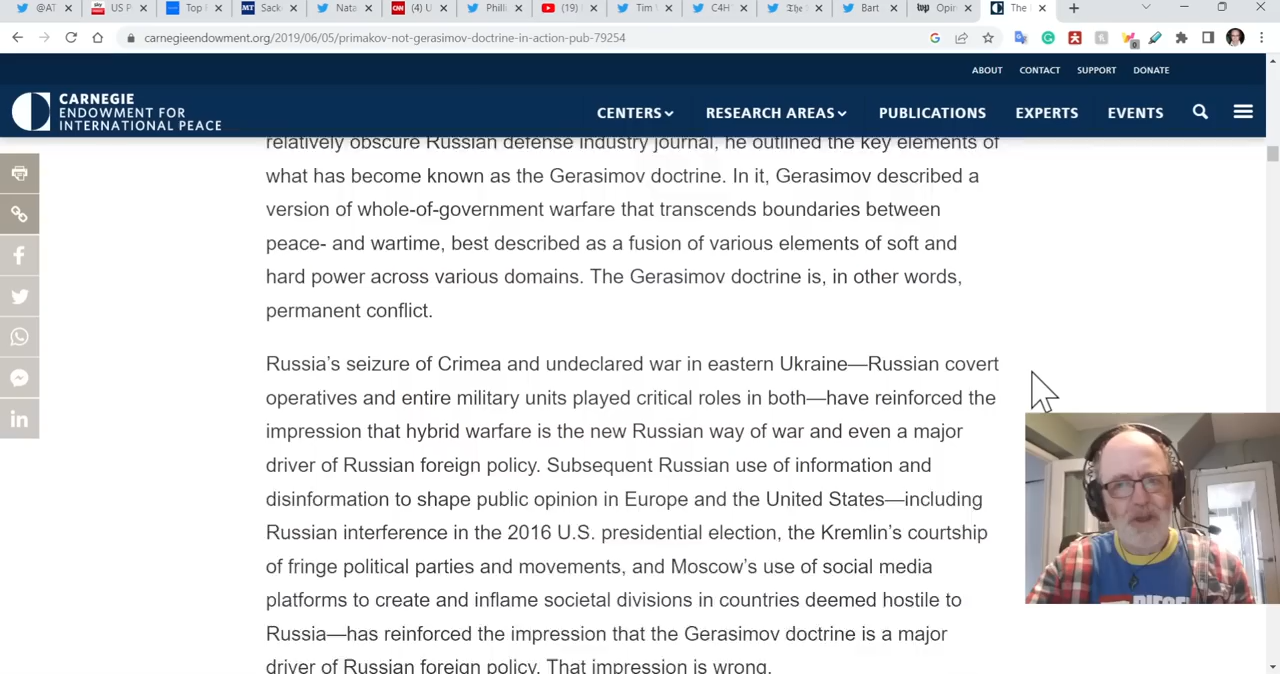 @AT
US P
Top
Sack
Nata
(4) U
Philli
(19)
Tim
C4H
Bart
Opin
The
carnegieendowment.org/2019/06/05/primakov-not-gerasimov-doctrine-in-action-pub-79254
ABOUT CONTACT SUPPORT DONATE
CARNEGIE
ENDOWMENT FOR
INTERNATIONAL PEACE
CENTERS RESEARCH AREAS PUBLICATIONS EXPERTS EVENTS
relatively obscure Russian defense industry journal, he outlined the key elements of
what has become known as the Gerasimov doctrine. In it, Gerasimov described a
version of whole-of-government warfare that transcends boundaries between
peace- and wartime, best described as a fusion of various elements of soft and
hard power across various domains. The Gerasimov doctrine is, in other words,
permanent conflict.
Russia’s seizure of Crimea and undeclared war in eastern Ukraine—Russian covert
operatives and entire military units played critical roles in both—have reinforced the
impression that hybrid warfare is the new Russian way of war and even a major
driver of Russian foreign policy. Subsequent Russian use of information and
disinformation to shape public opinion in Europe and the United States—including
Russian interference in the 2016 U.S. presidential election, the Kremlin’s courtship
of fringe political parties and movements, and Moscow’s use of social media
platforms to create and inflame societal divisions in countries deemed hostile to
Russia—has reinforced the impression that the Gerasimov doctrine is a major
driver of Russian foreign policy. That impression is wrong.